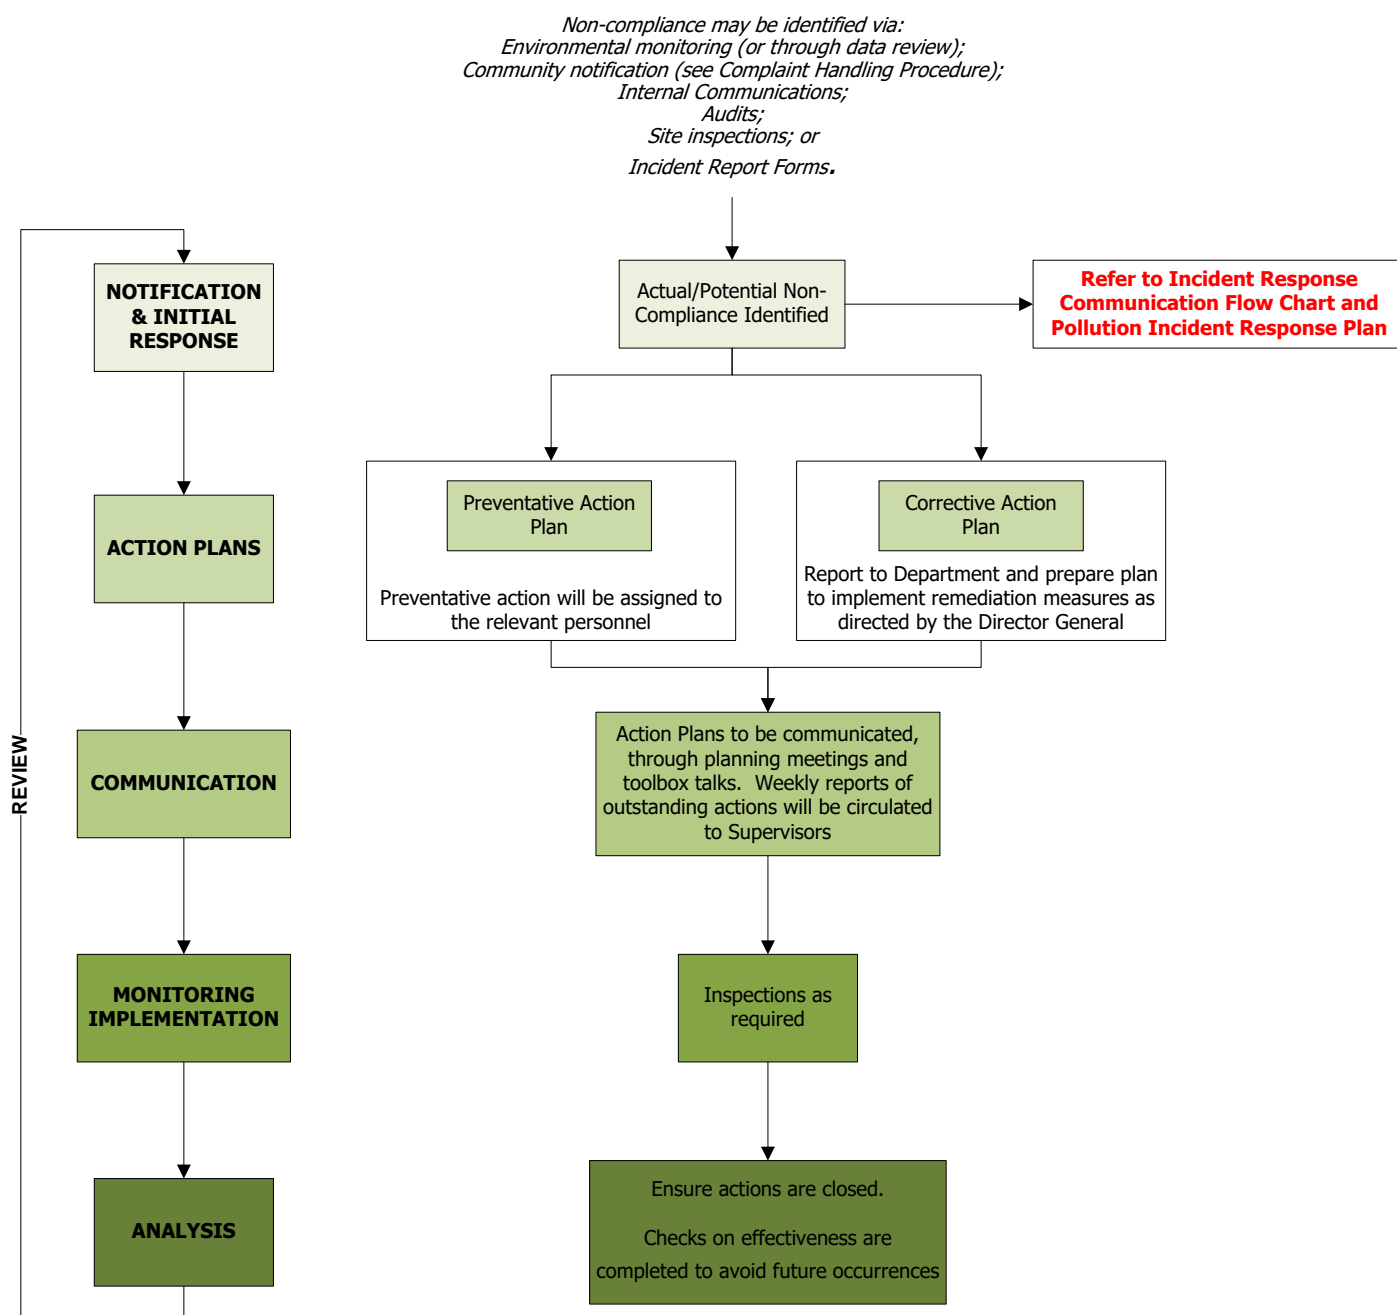 Non-compliance may be identified via:
Environmental monitoring (or through data review);
Community notification (see Complaint Handling Procedure);
Internal Communications;
Audits;
Site inspections; or
Incident Report Forms.
NOTIFICATION
& INITIAL
RESPONSE
Actual/Potential Non-
Compliance Identified
Refer to Incident Response
Communication Flow Chart and
Pollution Incident Response Plan
ACTION PLANS
Preventative Action
Plan
Preventative action will be assigned to
the relevant personnel
Corrective Action
Plan
Report to Department and prepare plan
to implement remediation measures as
directed by the Director General
REVIEW
COMMUNICATION
Action Plans to be communicated,
through planning meetings and
toolbox talks.  Weekly reports of
outstanding actions will be circulated
to Supervisors
MONITORING
IMPLEMENTATION
Inspections as
required
ANALYSIS
Ensure actions are closed.
Checks on effectiveness are
completed to avoid future occurrences